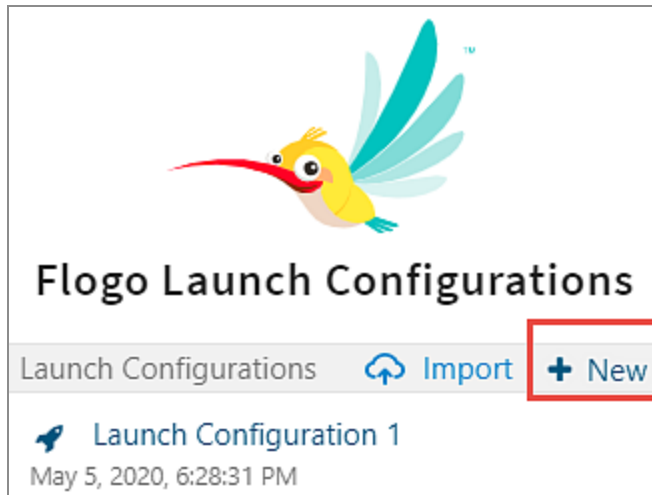 TM
Flogo Launch Configurations
Launch Configurations Import + New
Launch Configuration 1
May 5, 2020, 6:28:31 PM